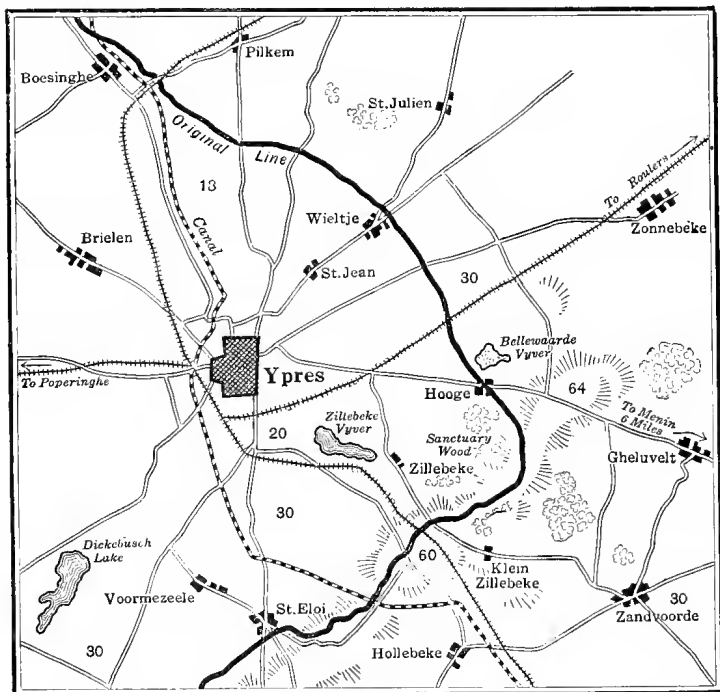 Pilkem
Boesinghe
St. Julien
Original
Line
13
To Roulers
Canal
Wieltje
Zonnebeke
Brielen
St. Jean
30
Bellewaarde
Vyver
To Poperinghe
Ypres
Hooge
64
To Menin
6 Miles
Zillebeke
Vyver
20
Sanctuary
Wood
Zillebeke
Gheluvelt
30
Dickebusch
Lake
60
Klein
Zillebeke
Voormezeele
St. Eloi
30
Zandvoorde
30
Hollebeke